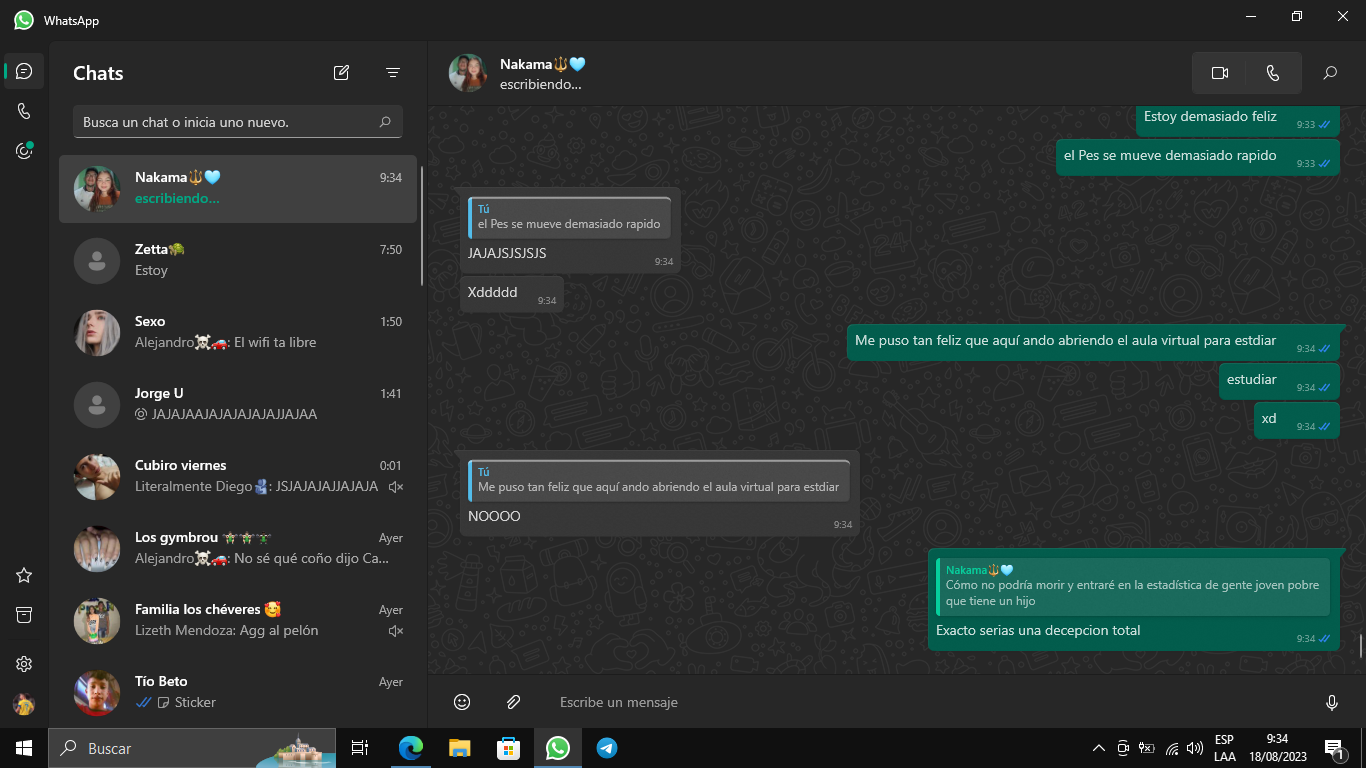 WhatsApp
Chats
Busca un chat o inicia uno nuevo.
Nakama🔱🩵
9:34
escribiendo...
Zetta🐢
7:50
Estoy
Sexo
1:50
Alejandro☠️🚗: El wifi ta libre
Jorge U
1:41
@ JAJAJAAJAJAJAJAJAJJAJAA
Cubiro viernes
0:01
Literalmente Diego🫂: JSJAJAJAJJAJAJA
Los gymbrou
Ayer
Alejandro☠️🚗: No sé qué coño dijo Ca...
Familia los chéveres 🥰
Ayer
Lizeth Mendoza: Agg al pelón
Tío Beto
Ayer
Sticker
Nakama🔱🩵
escribiendo...
Estoy demasiado feliz
9:33
el Pes se mueve demasiado rapido
9:33
Tú
el Pes se mueve demasiado rapido
JAJAJSJSJSJS
9:34
Xddddd
9:34
Me puso tan feliz que aquí ando abriendo el aula virtual para estdiar
9:34
estudiar
9:34
xd
9:34
Tú
Me puso tan feliz que aquí ando abriendo el aula virtual para estdiar
NOOOO
9:34
Nakama🔱🩵
Cómo no podría morir y entraré en la estadística de gente joven pobre
que tiene un hijo
Exacto serias una decepcion total
9:34
Escribe un mensaje
Buscar
ESP
LAA
9:34
18/08/2023
1